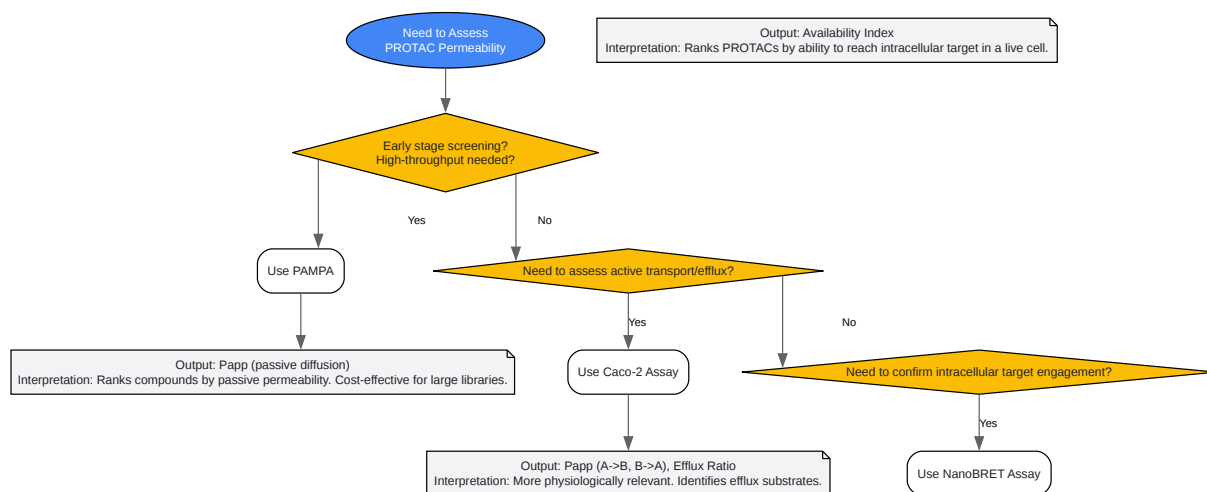 Need to Assess
PROTAC Permeability
Output: Availability Index
Interpretation: Ranks PROTACs by ability to reach intracellular target in a live cell.
Early stage screening?
High-throughput needed?
Yes
No
Use PAMPA
Need to assess active transport/efflux?
Yes
No
Output: Papp (passive diffusion)
Interpretation: Ranks compounds by passive permeability. Cost-effective for large libraries.
Use Caco-2 Assay
Need to confirm intracellular target engagement?
Yes
Output: Papp (A->B, B->A), Efflux Ratio
Interpretation: More physiologically relevant. Identifies efflux substrates.
Use NanoBRET Assay